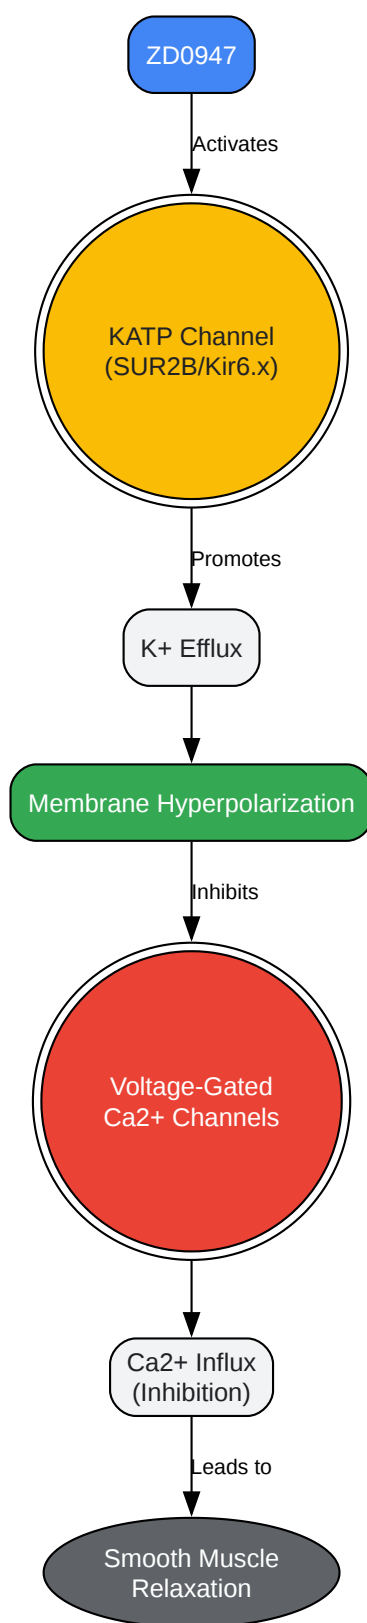 ZD0947
Activates
KATP Channel
(SUR2B/Kir6.x)
Promotes
K+ Efflux
Membrane Hyperpolarization
Inhibits
Voltage-Gated
Ca2+ Channels
Ca2+ Influx
(Inhibition)
Leads to
Smooth Muscle
Relaxation